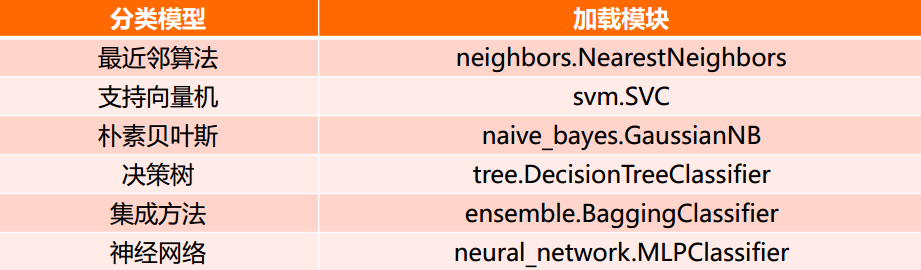 分类模型 加载模块
最近邻算法 neighbors.NearestNeighbors
支持向量机 svm.SVC
朴素贝叶斯 naive_bayes.GaussianNB
决策树 tree.DecisionTreeClassifier
集成方法 ensemble.BaggingClassifier
神经网络 neural_network.MLPClassifier